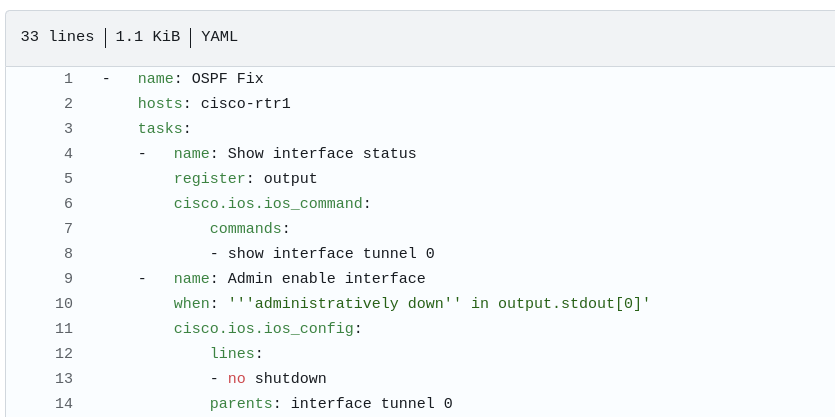 33 lines | 1.1 KiB | YAML
1 -   name: OSPF Fix
2     hosts: cisco-rtr1
3     tasks:
4     -   name: Show interface status
5         register: output
6         cisco.ios.ios_command:
7             commands:
8             - show interface tunnel 0
9     -   name: Admin enable interface
10         when: '''administratively down'' in output.stdout[0]'
11         cisco.ios.ios_config:
12             lines:
13             - no shutdown
14             parents: interface tunnel 0